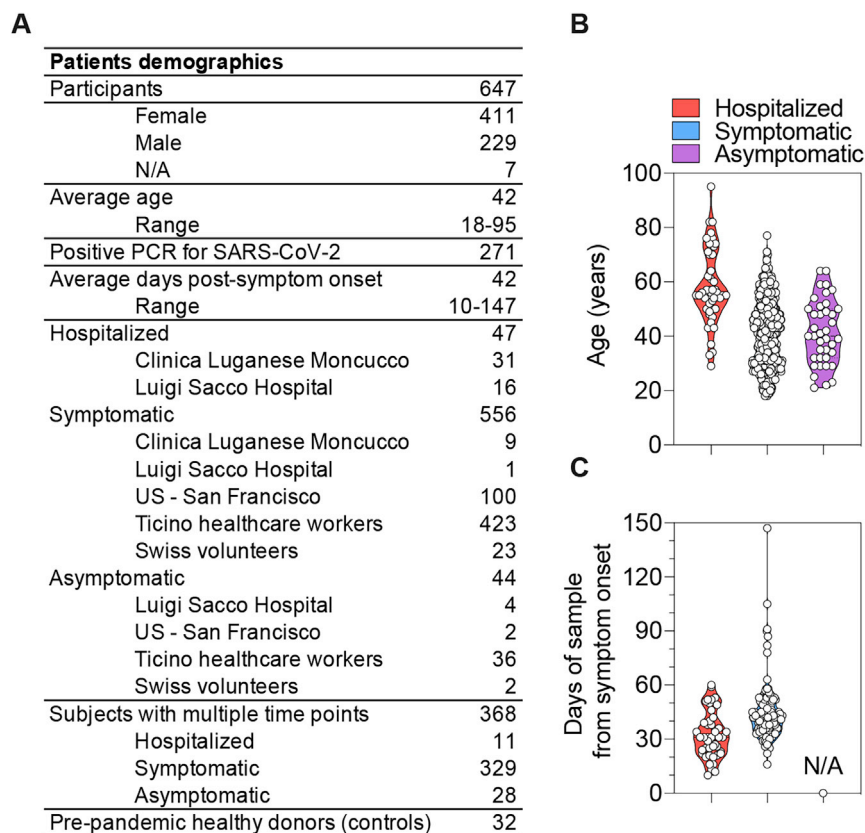 A
Patients demographics
Participants 647
Female 411
Male 229
N/A 7
Average age 42
Range 18-95
Positive PCR for SARS-CoV-2 271
Average days post-symptom onset 42
Range 10-147
Hospitalized 47
Clinica Luganese Moncucco 31
Luigi Sacco Hospital 16
Symptomatic 556
Clinica Luganese Moncucco 9
Luigi Sacco Hospital 1
US - San Francisco 100
Ticino healthcare workers 423
Swiss volunteers 23
Asymptomatic 44
Luigi Sacco Hospital 4
US - San Francisco 2
Ticino healthcare workers 36
Swiss volunteers 2
Subjects with multiple time points 368
Hospitalized 11
Symptomatic 329
Asymptomatic 28
Pre-pandemic healthy donors (controls) 32
B
Hospitalized
Symptomatic
Asymptomatic
Age (years)
100
80
60
40
20
0
C
Days of sample
from symptom onset
150
120
90
60
30
0
N/A